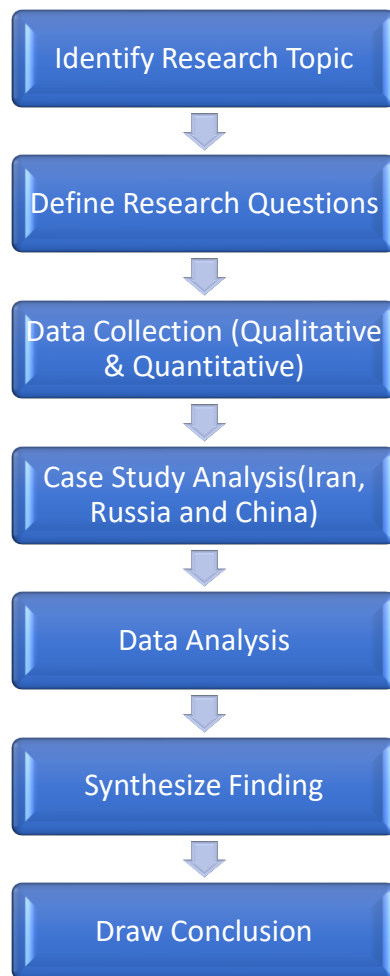 Identify Research Topic
Define Research Questions
Data Collection (Qualitative
& Quantitative)
Case Study Analysis(Iran,
Russia and China)
Data Analysis
Synthesize Finding
Draw Conclusion